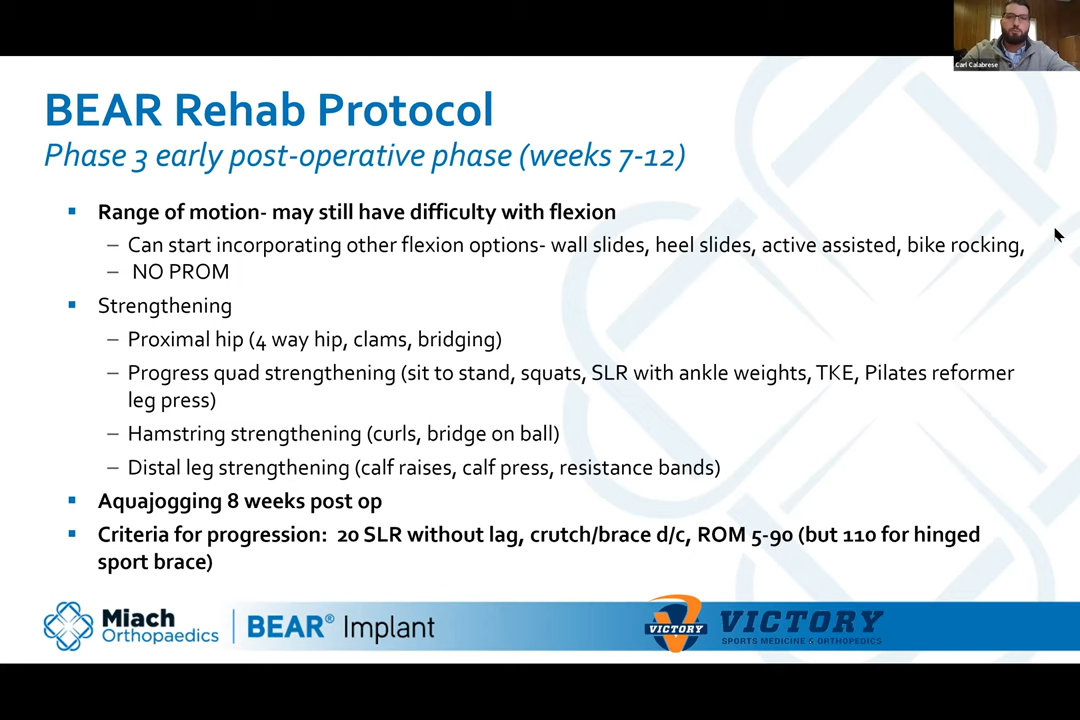 Carl Calabrese
BEAR Rehab Protocol
Phase 3 early post-operative phase (weeks 7-12)
▪ Range of motion- may still have difficulty with flexion
– Can start incorporating other flexion options- wall slides, heel slides, active assisted, bike rocking,
– NO PROM
▪ Strengthening
– Proximal hip (4 way hip, clams, bridging)
– Progress quad strengthening (sit to stand, squats, SLR with ankle weights, TKE, Pilates reformer
leg press)
– Hamstring strengthening (curls, bridge on ball)
– Distal leg strengthening (calf raises, calf press, resistance bands)
▪ Aquajogging 8 weeks post op
▪ Criteria for progression: 20 SLR without lag, crutch/brace d/c, ROM 5-90 (but 110 for hinged
sport brace)
Miach
Orthopaedics
BEAR® Implant
VICTORY
VICTORY
SPORTS MEDICINE & ORTHOPEDICS